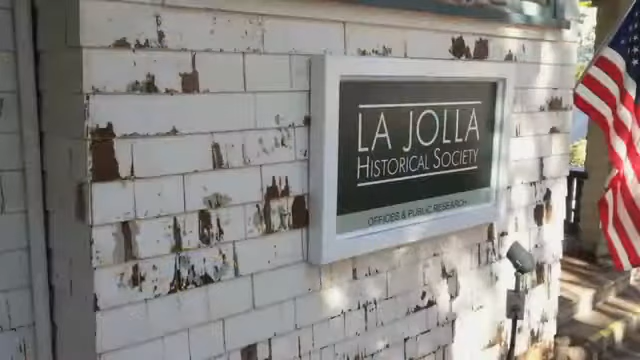 LA JOLLA
HISTORICAL SOCIETY
OFFICES & PUBLIC RESEARCH